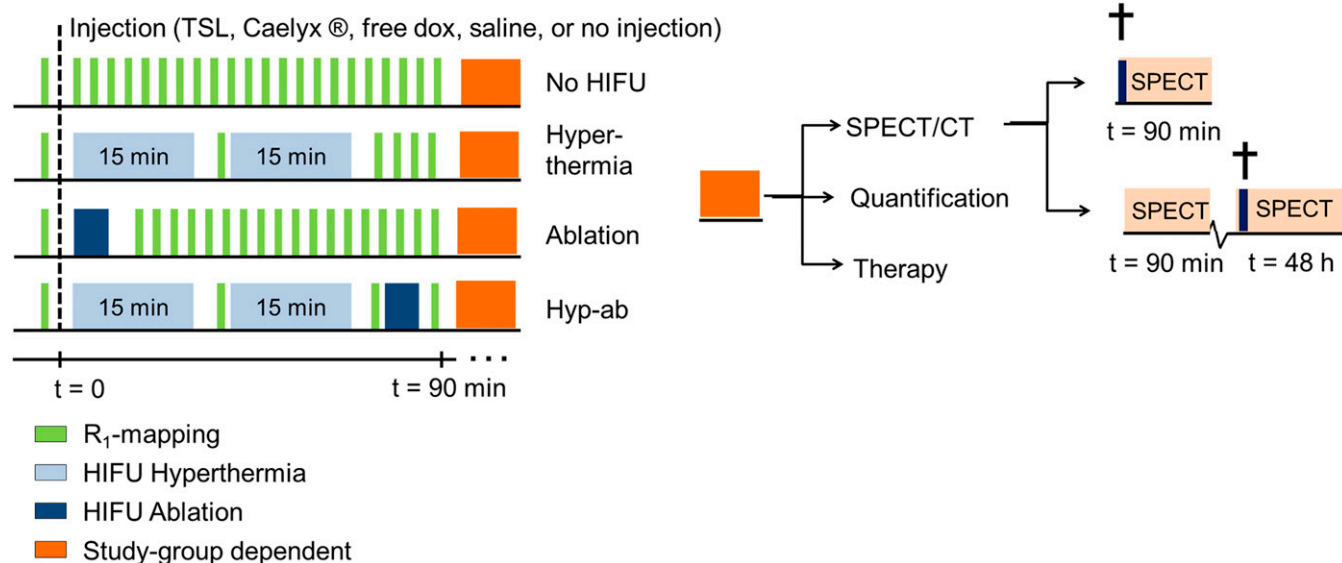 Injection (TSL, Caelyx ®, free dox, saline, or no injection)
No HIFU
Hyper-
thermia
15 min
15 min
Ablation
Hyp-ab
15 min
15 min
t = 0
t = 90 min
...
R₁-mapping
HIFU Hyperthermia
HIFU Ablation
Study-group dependent
SPECT/CT
Quantification
Therapy
SPECT
t = 90 min
SPECT
SPECT
t = 90 min
t = 48 h